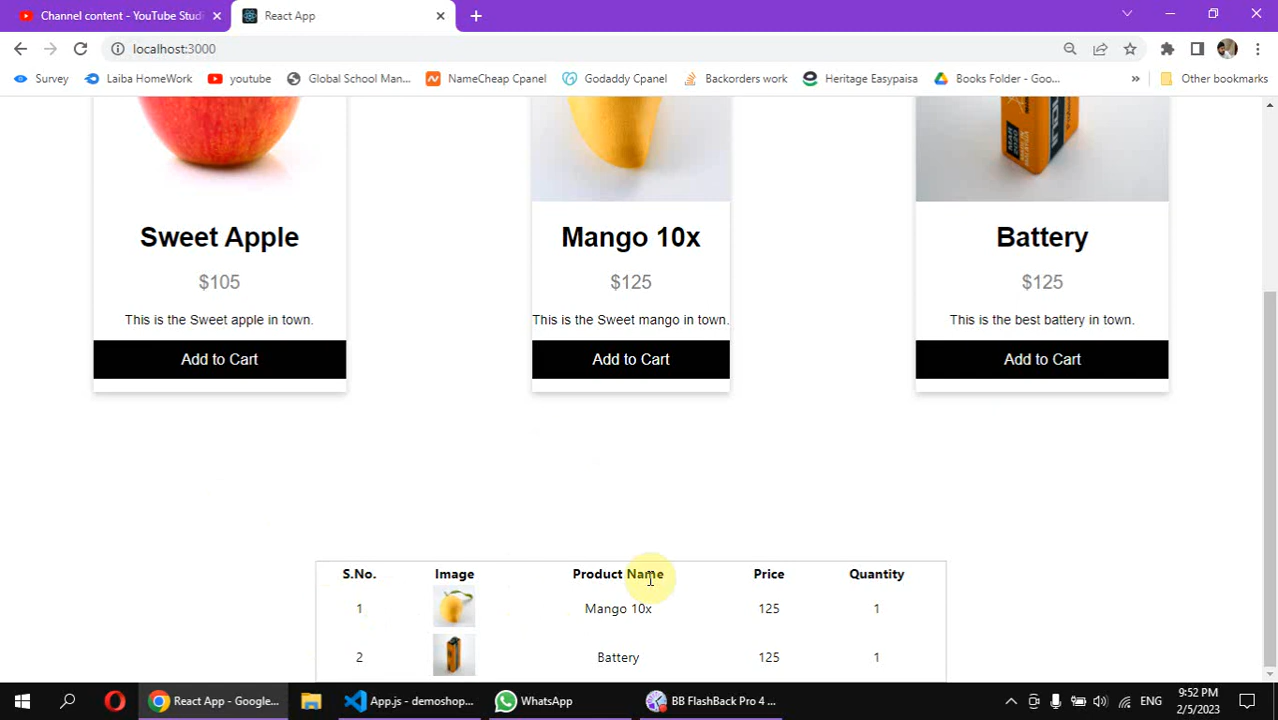 Channel content - YouTube Studi
React App
localhost:3000
Survey
Laiba HomeWork
youtube
Global School Man...
NameCheap Cpanel
Godaddy Cpanel
Backorders work
Heritage Easypaisa
Books Folder - Goo...
»
Other bookmarks
MAR 2020
Sweet Apple
Mango 10x
Battery
$105
$125
$125
This is the Sweet apple in town.
This is the Sweet mango in town.
This is the best battery in town.
Add to Cart
Add to Cart
Add to Cart
S.No. Image Product Name Price Quantity
1 Mango 10x 125 1
2 Battery 125 1
React App - Google...
App.js - demoshop...
WhatsApp
BB FlashBack Pro 4 ...
ENG
9:52 PM
2/5/2023